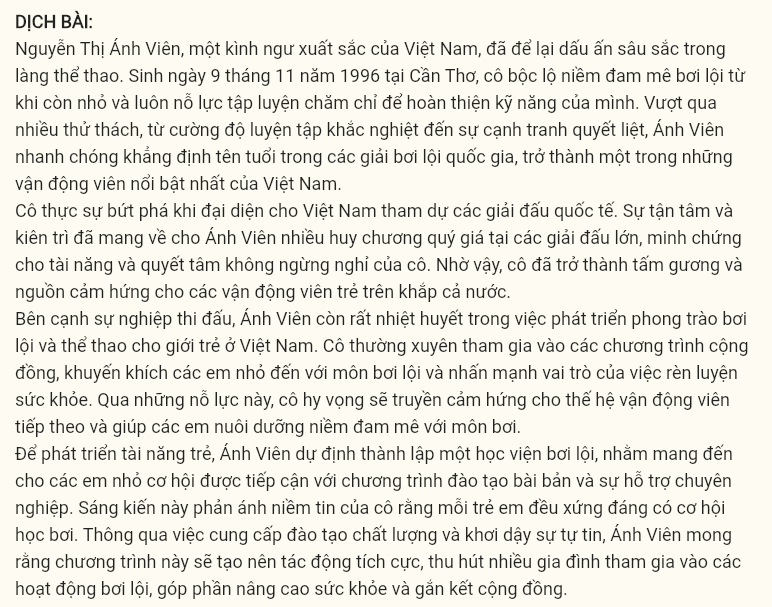 DỊCH BÀI:
Nguyễn Thị Ánh Viên, một kình ngư xuất sắc của Việt Nam, đã để lại dấu ấn sâu sắc trong
làng thể thao. Sinh ngày 9 tháng 11 năm 1996 tại Cần Thơ, cô bộc lộ niềm đam mê bơi lội từ
khi còn nhỏ và luôn nỗ lực tập luyện chăm chỉ để hoàn thiện kỹ năng của mình. Vượt qua
nhiều thử thách, từ cường độ luyện tập khắc nghiệt đến sự cạnh tranh quyết liệt, Ánh Viên
nhanh chóng khẳng định tên tuổi trong các giải bơi lội quốc gia, trở thành một trong những
vận động viên nổi bật nhất của Việt Nam.
Cô thực sự bứt phá khi đại diện cho Việt Nam tham dự các giải đấu quốc tế. Sự tận tâm và
kiên trì đã mang về cho Ánh Viên nhiều huy chương quý giá tại các giải đấu lớn, minh chứng
cho tài năng và quyết tâm không ngừng nghỉ của cô. Nhờ vậy, cô đã trở thành tấm gương và
nguồn cảm hứng cho các vận động viên trẻ trên khắp cả nước.
Bên cạnh sự nghiệp thi đấu, Ánh Viên còn rất nhiệt huyết trong việc phát triển phong trào bơi
lội và thể thao cho giới trẻ ở Việt Nam. Cô thường xuyên tham gia vào các chương trình cộng
đồng, khuyến khích các em nhỏ đến với môn bơi lội và nhấn mạnh vai trò của việc rèn luyện
sức khỏe. Qua những nỗ lực này, cô hy vọng sẽ truyền cảm hứng cho thế hệ vận động viên
tiếp theo và giúp các em nuôi dưỡng niềm đam mê với môn bơi.
Để phát triển tài năng trẻ, Ánh Viên dự định thành lập một học viện bơi lội, nhằm mang đến
cho các em nhỏ cơ hội được tiếp cận với chương trình đào tạo bài bản và sự hỗ trợ chuyên
nghiệp. Sáng kiến này phản ánh niềm tin của cô rằng mỗi trẻ em đều xứng đáng có cơ hội
học bơi. Thông qua việc cung cấp đào tạo chất lượng và khơi dậy sự tự tin, Ánh Viên mong
rằng chương trình này sẽ tạo nên tác động tích cực, thu hút nhiều gia đình tham gia vào các
hoạt động bơi lội, góp phần nâng cao sức khỏe và gắn kết cộng đồng.